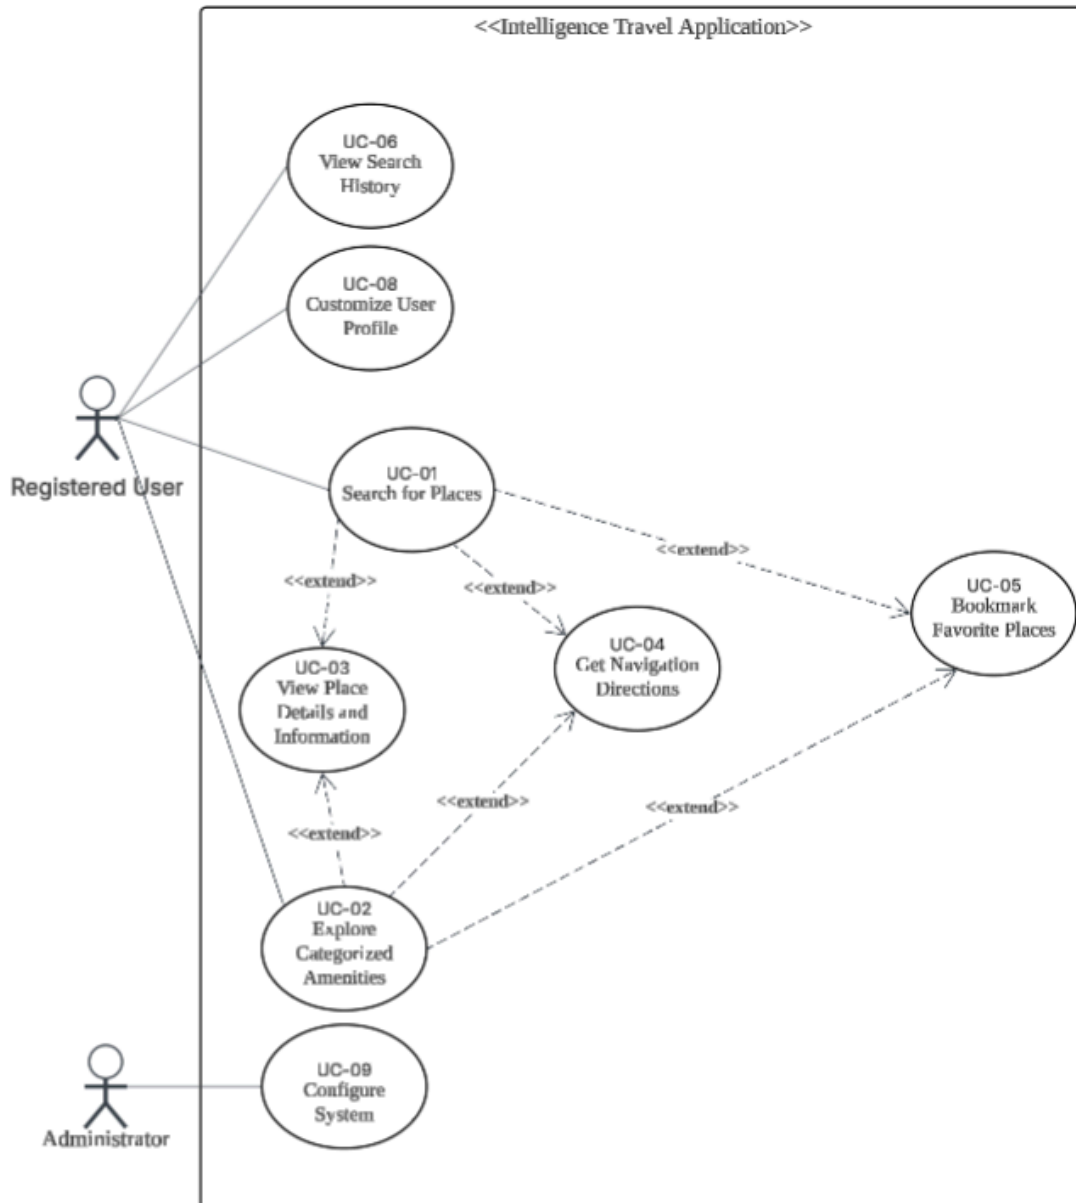 <<Intelligence Travel Application>>
UC-06
View Search
History
UC-08
Customize User
Profile
Registered User
UC-01
Search for Places
<<extend>>
<<extend>>
<<extend>>
UC-05
Bookmark
Favorite Places
UC-03
View Place
Details and
Information
UC-04
Get Navigation
Directions
<<extend>>
<<extend>>
<<extend>>
UC-02
Explore
Categorized
Amenities
UC-09
Configure
System
Administrator